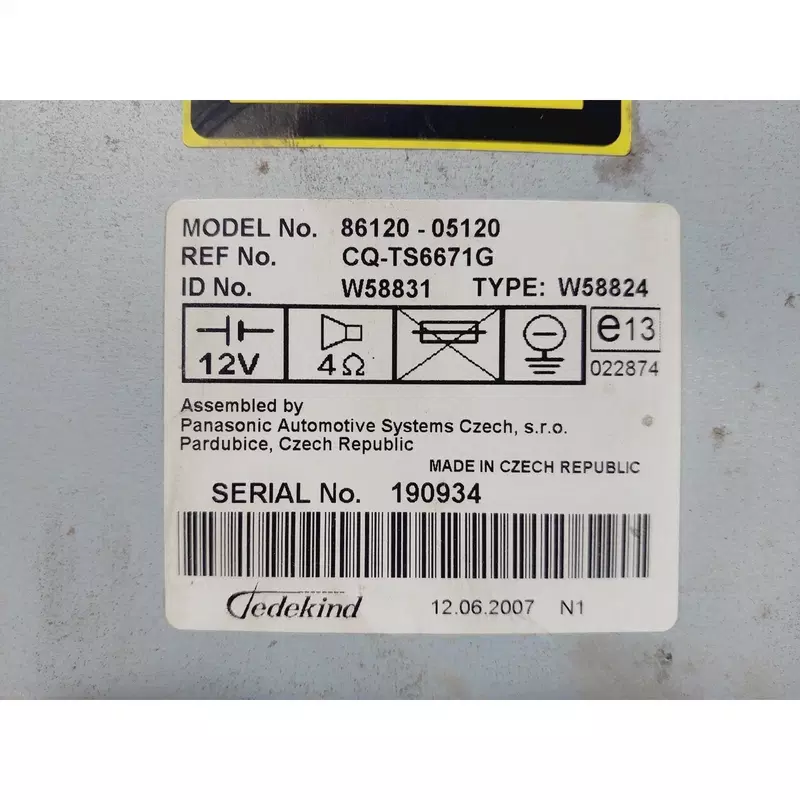 MODEL No. 86120 - 05120
REF No. CQ-TS6671G
ID No. W58831 TYPE: W58824
12V 4Ω e13
022874
Assembled by
Panasonic Automotive Systems Czech, s.r.o.
Pardubice, Czech Republic
MADE IN CZECH REPUBLIC
SERIAL No. 190934
Tedekind 12.06.2007 N1